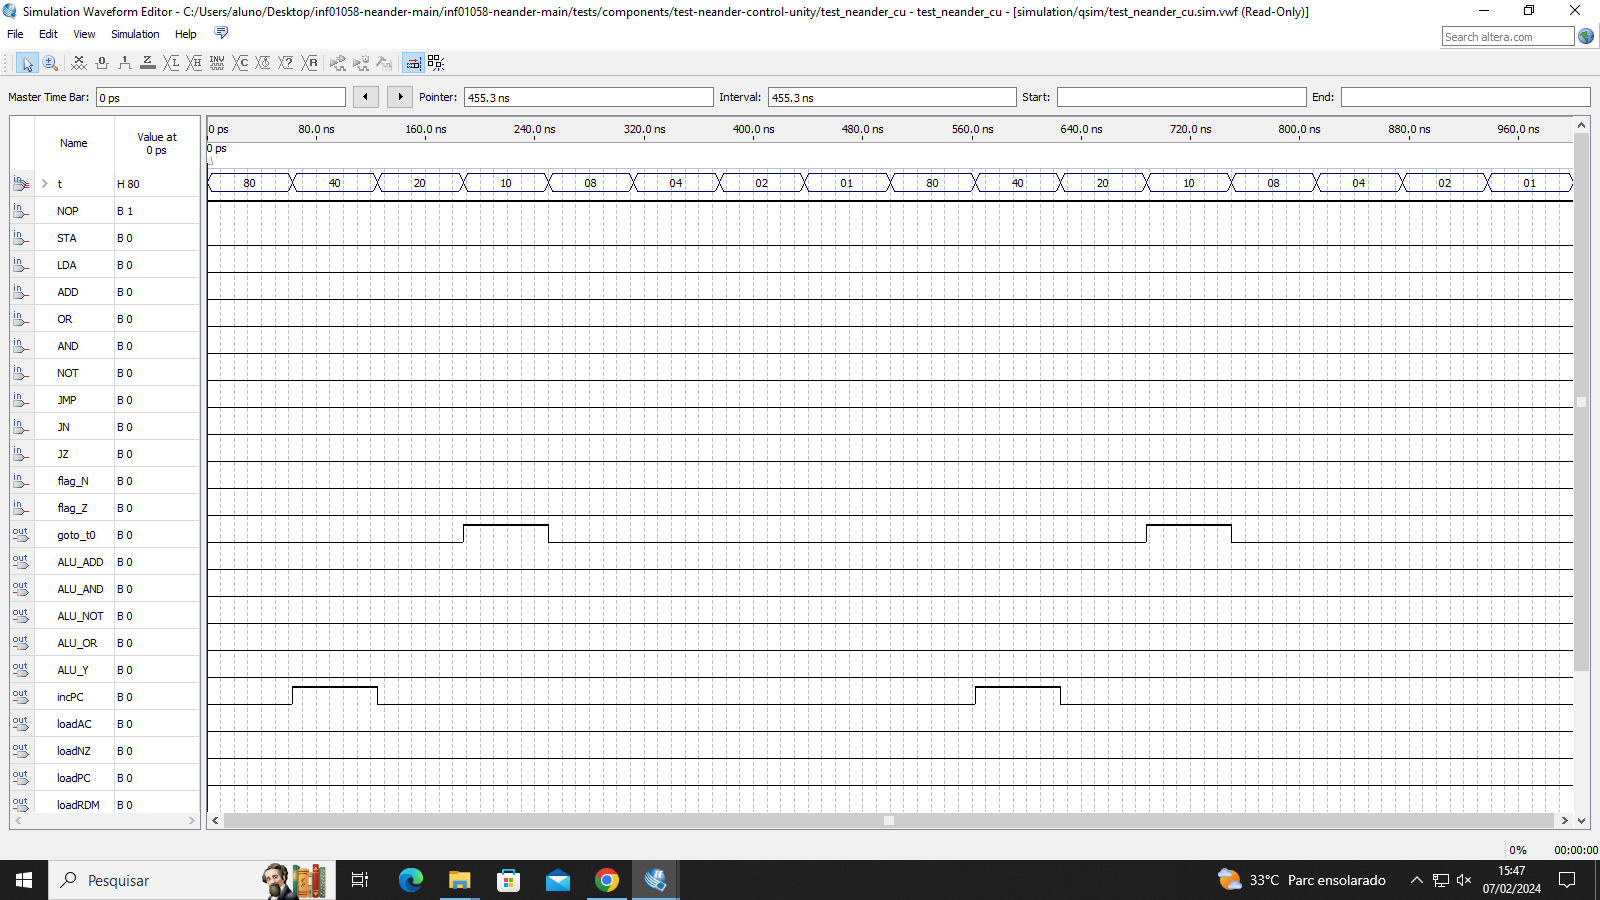 Simulation Waveform Editor - C:/Users/aluno/Desktop/inf01058-neander-main/inf01058-neander-main/tests/components/test-neander-control-unity/test_neander_cu - test_neander_cu - [simulation/qsim/test_neander_cu.sim.vwf (Read-Only)]
File Edit View Simulation Help
Search altera.com
Master Time Bar: 0 ps Pointer: 455.3 ns Interval: 455.3 ns Start: End:
Name Value at 0 ps
0 ps 80.0 ns 160.0 ns 240.0 ns 320.0 ns 400.0 ns 480.0 ns 560.0 ns 640.0 ns 720.0 ns 800.0 ns 880.0 ns 960.0 ns
0 ps
t H 80 80 40 20 10 08 04 02 01 80 40 20 10 08 04 02 01
NOP B 1
STA B 0
LDA B 0
ADD B 0
OR B 0
AND B 0
NOT B 0
JMP B 0
JN B 0
JZ B 0
flag_N B 0
flag_Z B 0
goto_t0 B 0
ALU_ADD B 0
ALU_AND B 0
ALU_NOT B 0
ALU_OR B 0
ALU_Y B 0
incPC B 0
loadAC B 0
loadNZ B 0
loadPC B 0
loadRDM B 0
0% 00:00:00
Pesquisar
33°C Parc ensolarado
15:47
07/02/2024